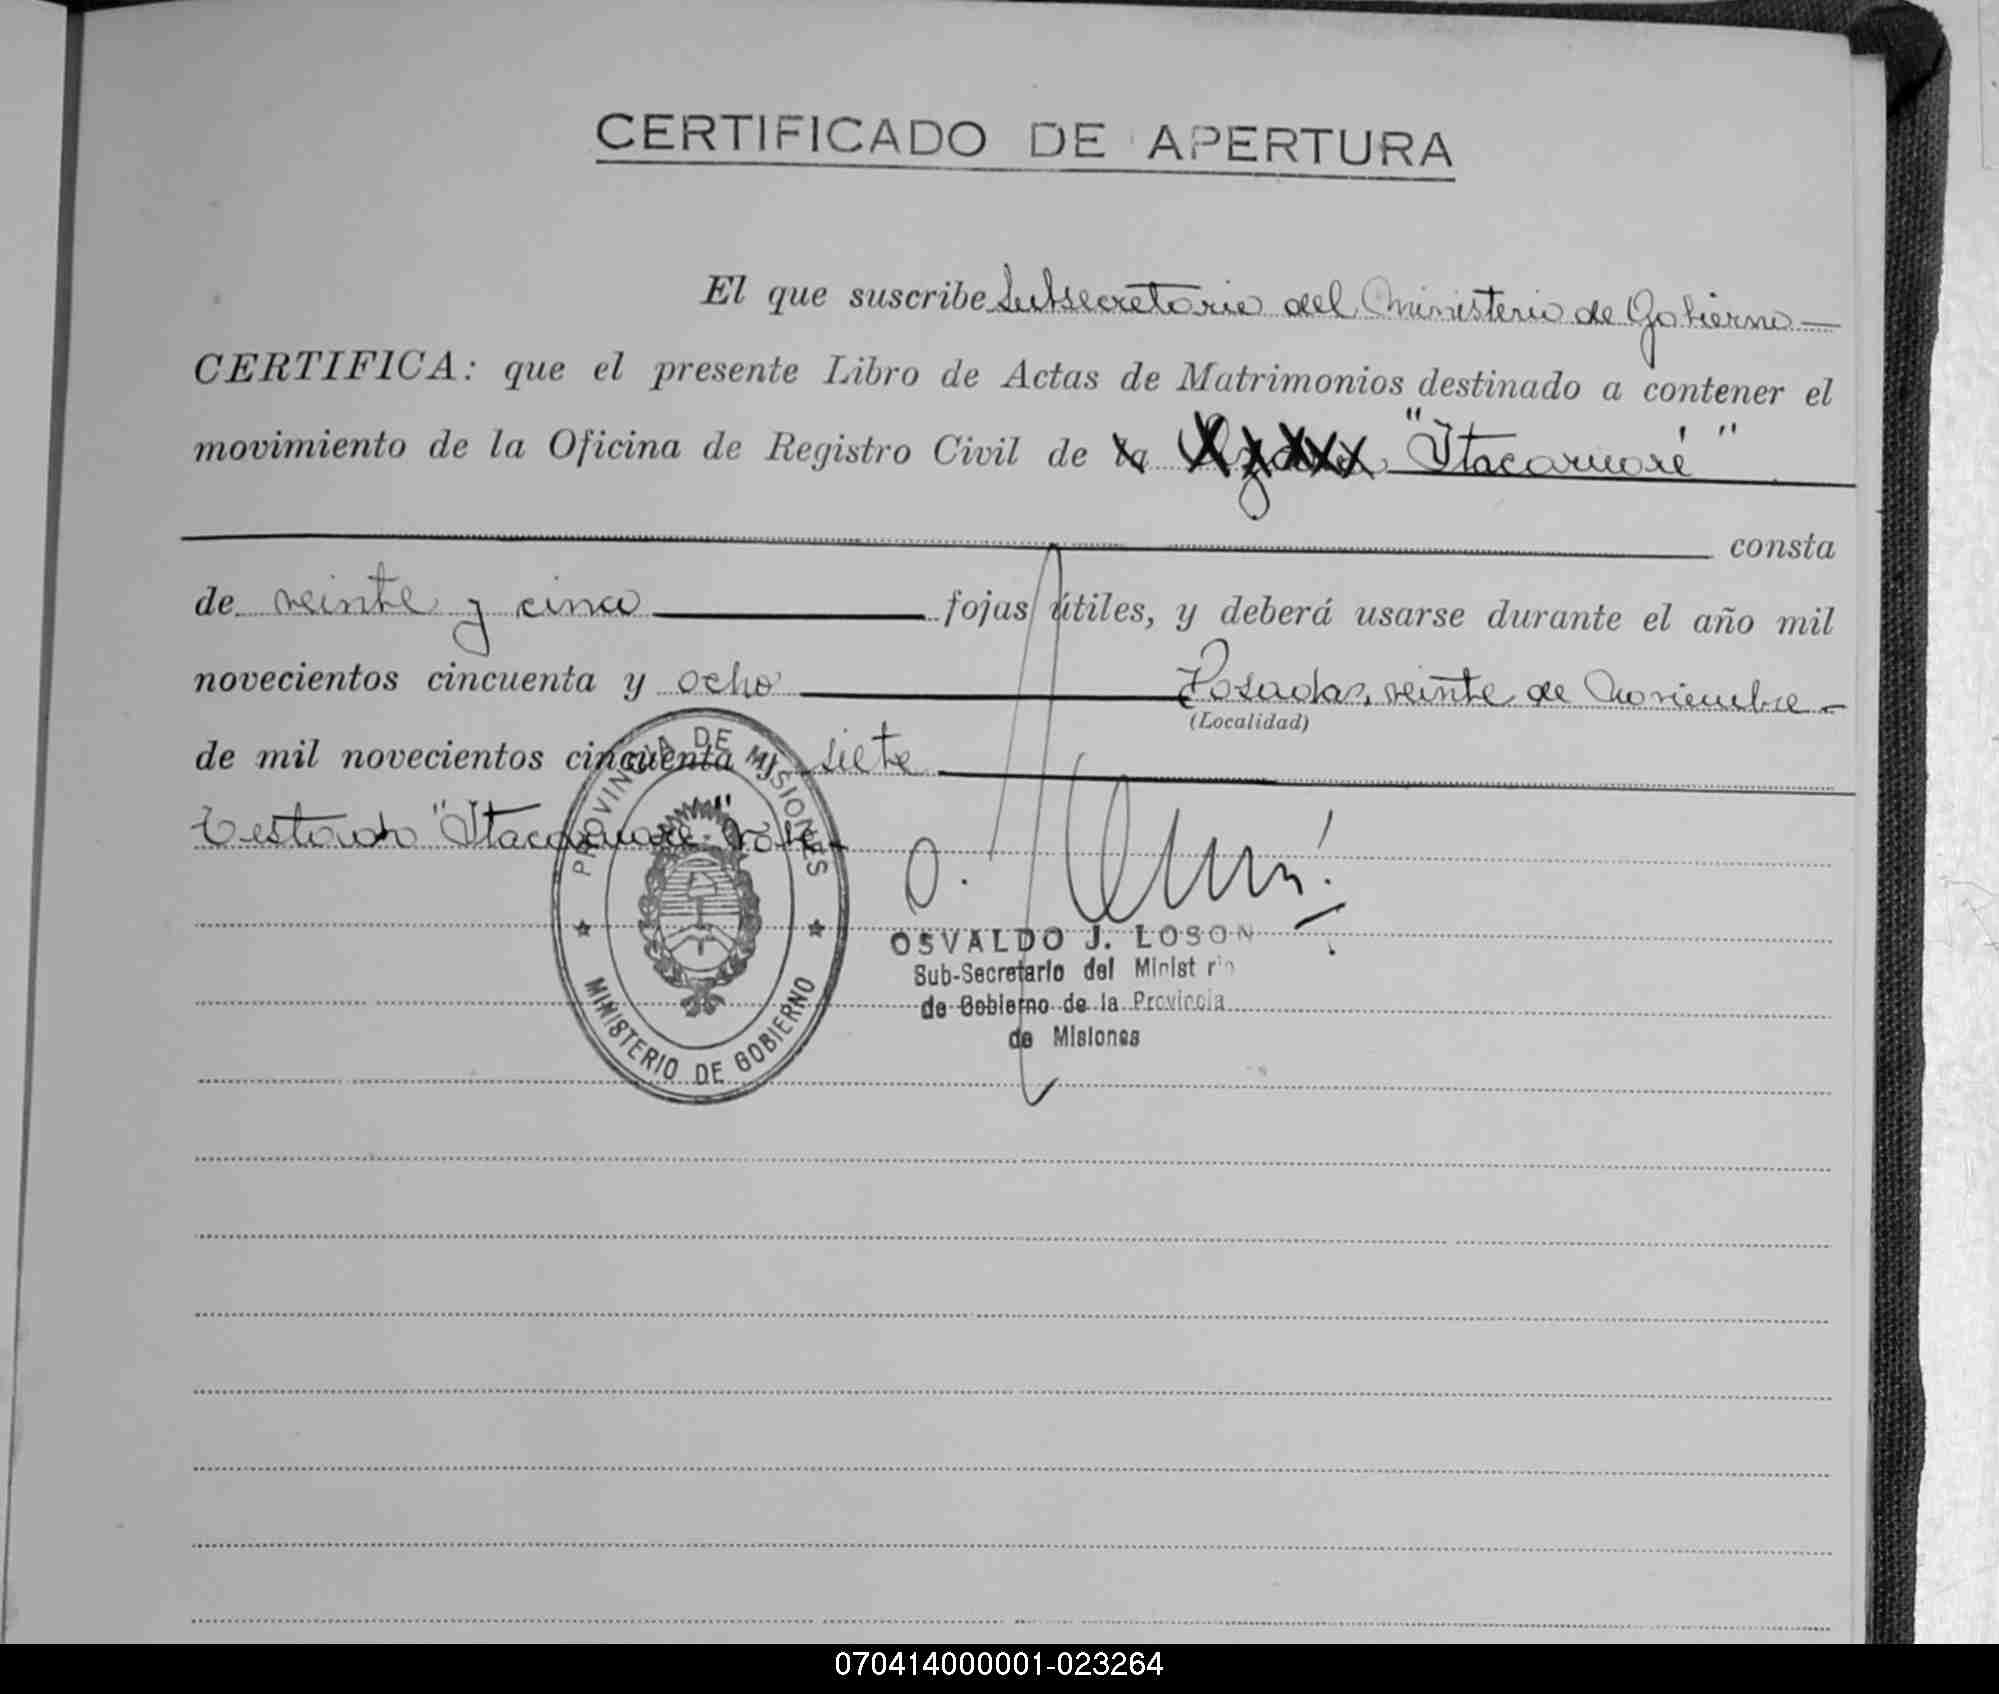 CERTIFICADO DE APERTURA
El que suscribe Subsecretario del Ministerio de Gobierno
CERTIFICA: que el presente Libro de Actas de Matrimonios destinado a contener el
movimiento de la Oficina de Registro Civil de la "Itacaruaré"
consta
de veinte y cinco fojas útiles, y deberá usarse durante el año mil
novecientos cincuenta y ocho Posadas, veinte de Noviembre
(Localidad)
de mil novecientos cincuenta y siete
Testado "Itacaruaré" Vale
PROVINCIA DE MISIONES
MINISTERIO DE GOBIERNO
OSVALDO J. LOSON
Sub-Secretario del Minist rio
de Gobierno de la Provincia
de Misiones
070414000001-023264